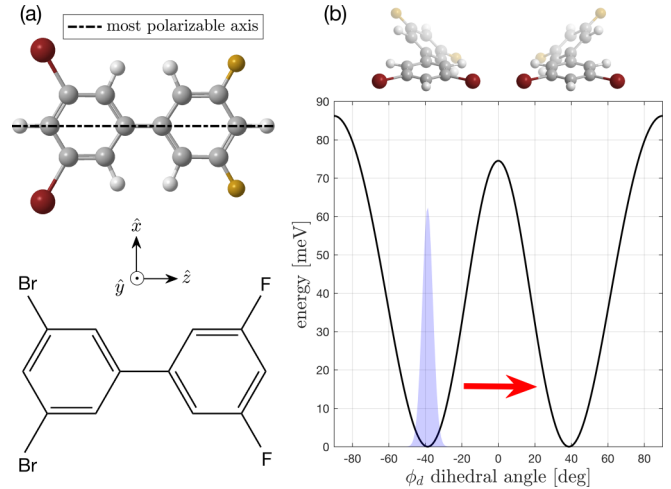 (a)
most polarizable axis
x̂
ŷ
ẑ
Br
F
Br
F
(b)
90
80
70
60
50
40
30
20
10
0
energy [meV]
-80 -60 -40 -20 0 20 40 60 80
ϕ_d dihedral angle [deg]